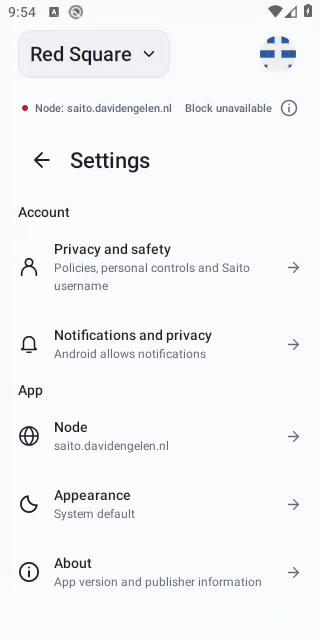 9:54
Red Square
Node: saito.davidengelen.nl Block unavailable
Settings
Account
Privacy and safety
Policies, personal controls and Saito
username
Notifications and privacy
Android allows notifications
App
Node
saito.davidengelen.nl
Appearance
System default
About
App version and publisher information